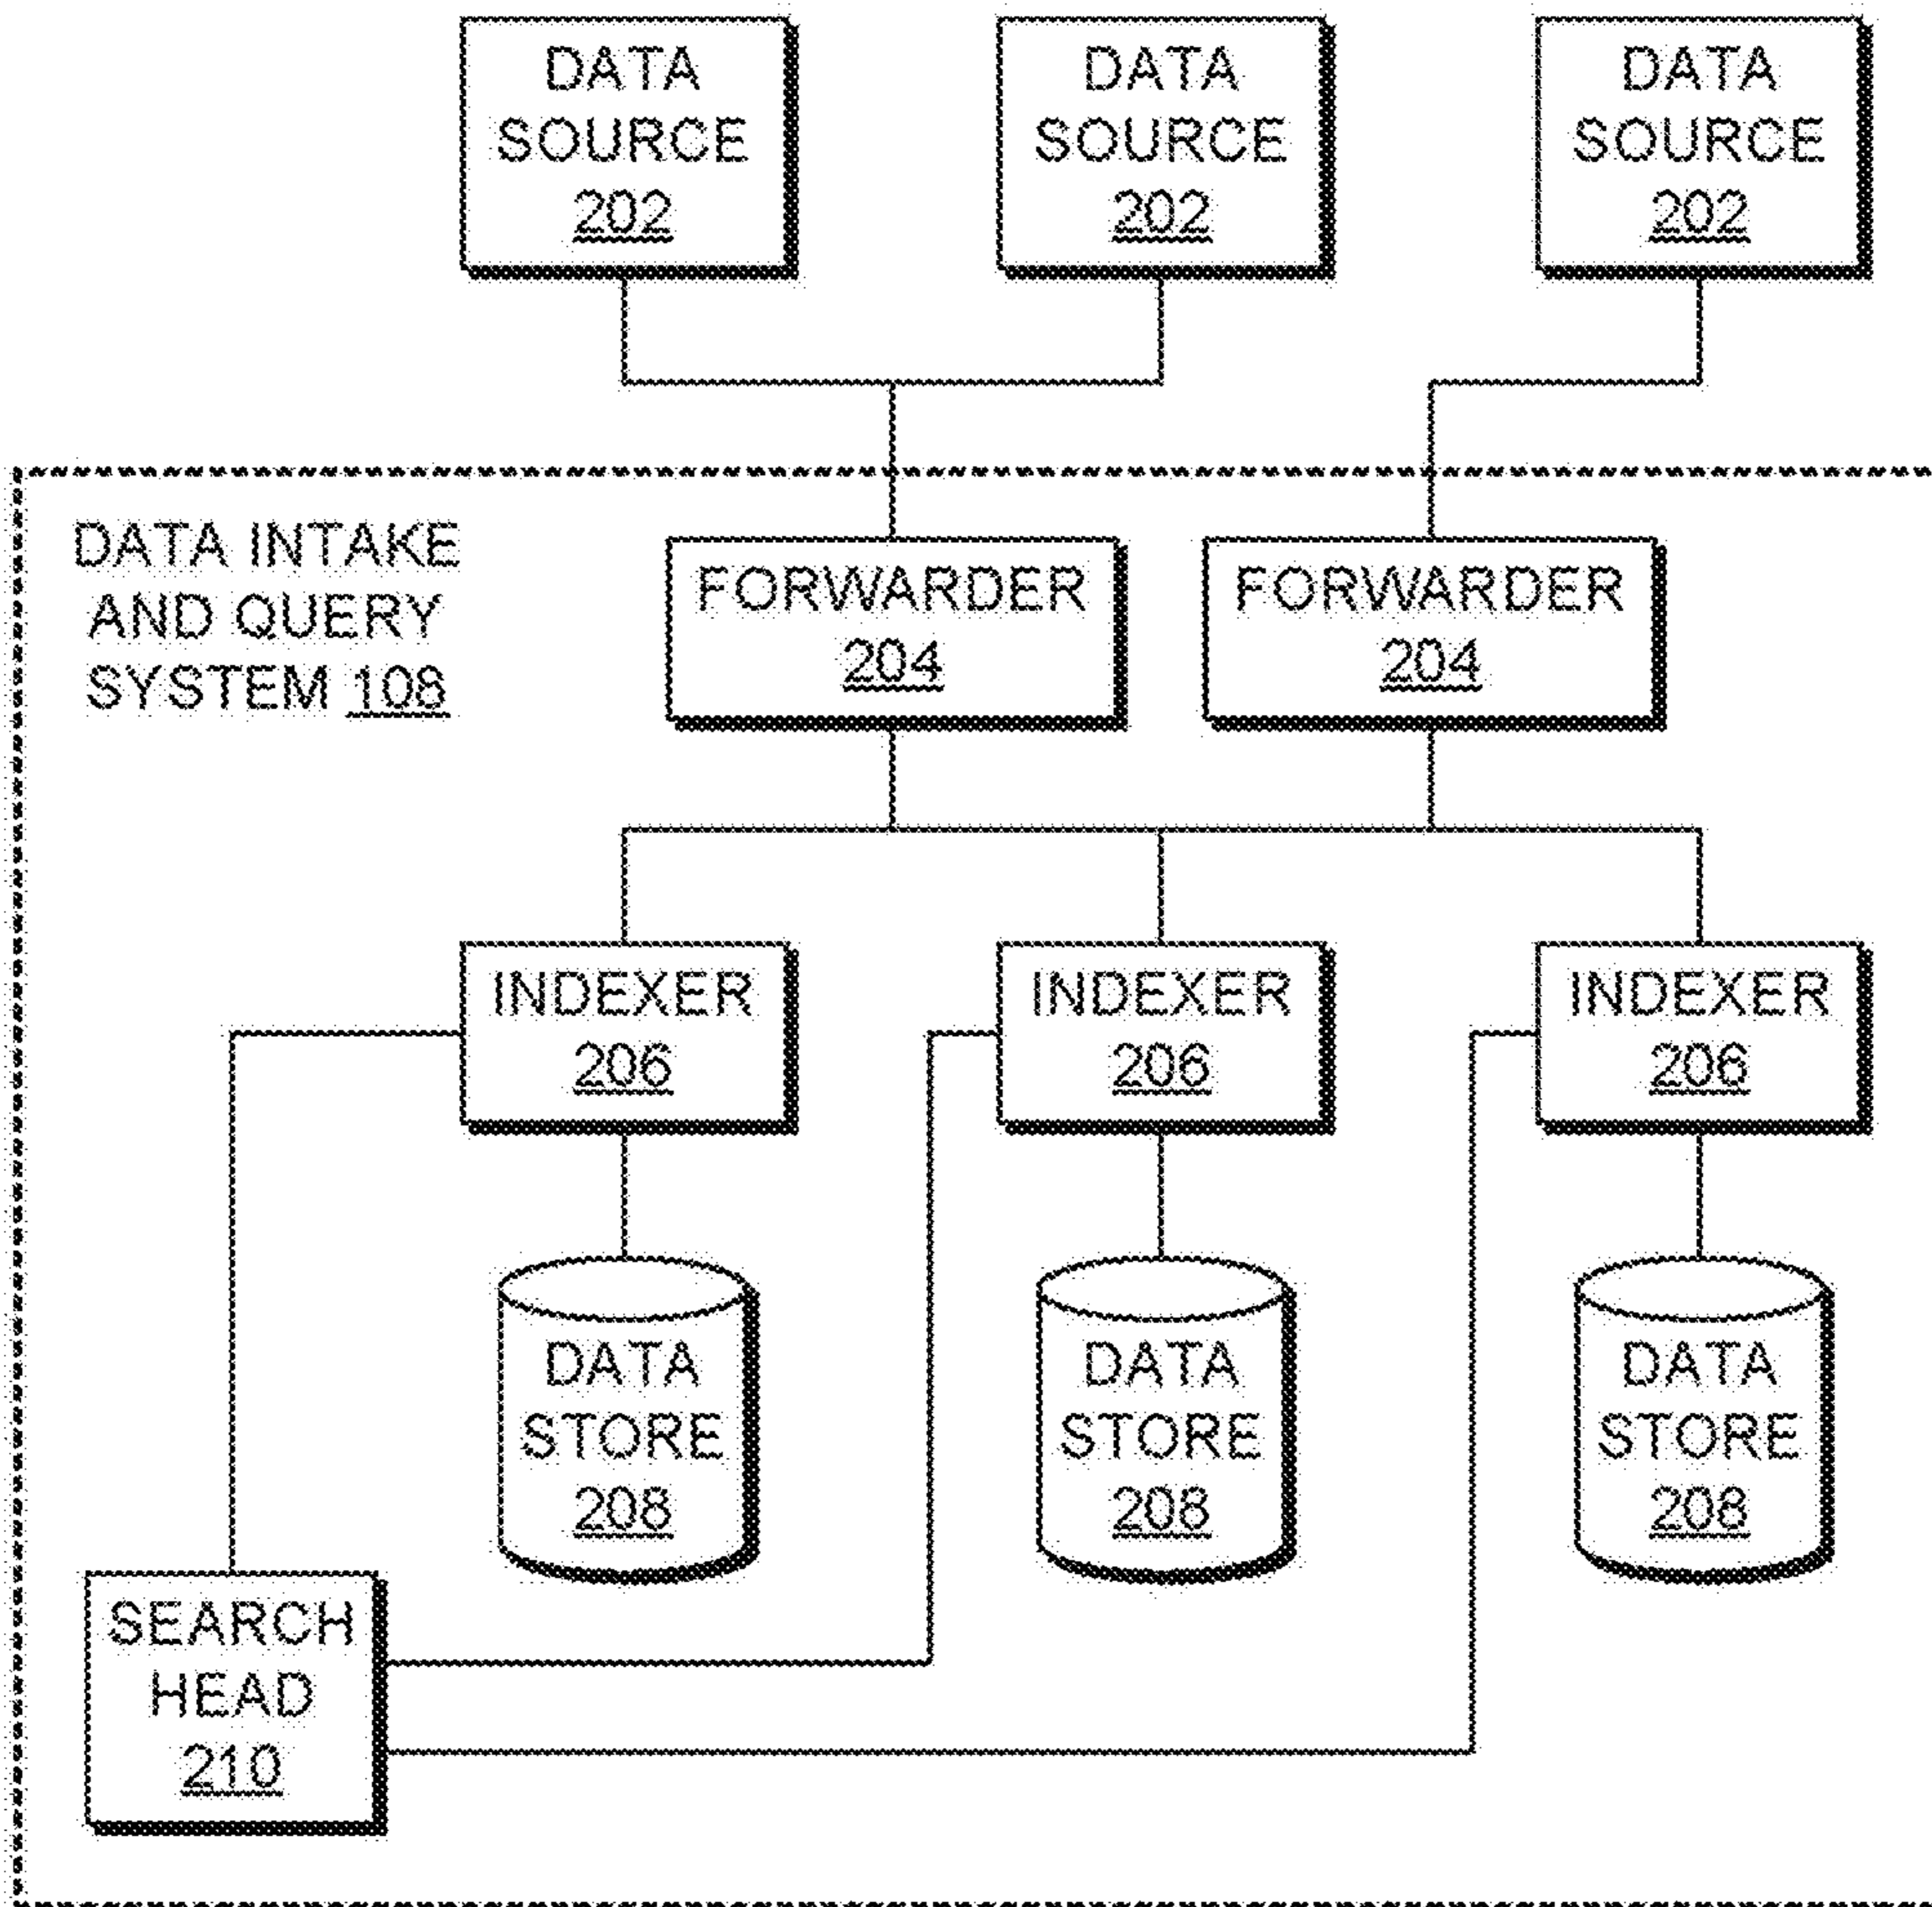 DATA
SOURCE
202
DATA
SOURCE
202
DATA
SOURCE
202
DATA INTAKE
AND QUERY
SYSTEM 108
FORWARDER
204
FORWARDER
204
INDEXER
206
INDEXER
206
INDEXER
206
DATA
STORE
208
DATA
STORE
208
DATA
STORE
208
SEARCH
HEAD
210